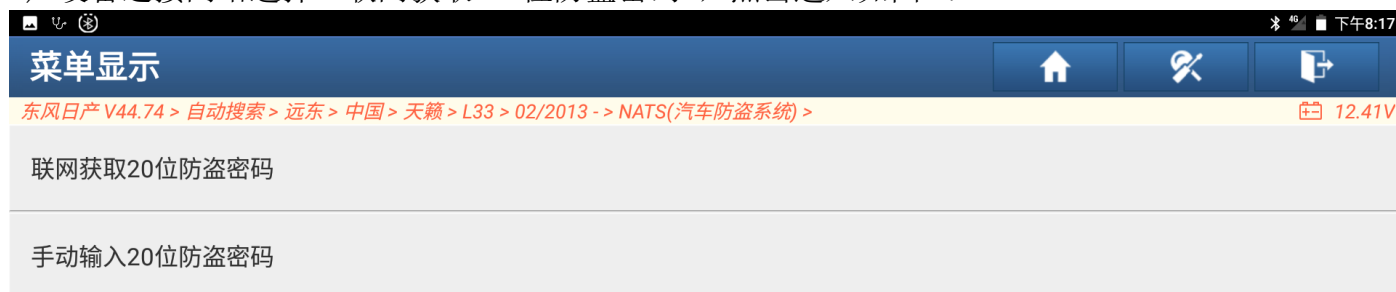 下午8:17
菜单显示
东风日产 V44.74 > 自动搜索 > 远东 > 中国 > 天籁 > L33 > 02/2013 - > NATS(汽车防盗系统) >
12.41V
联网获取20位防盗密码
手动输入20位防盗密码